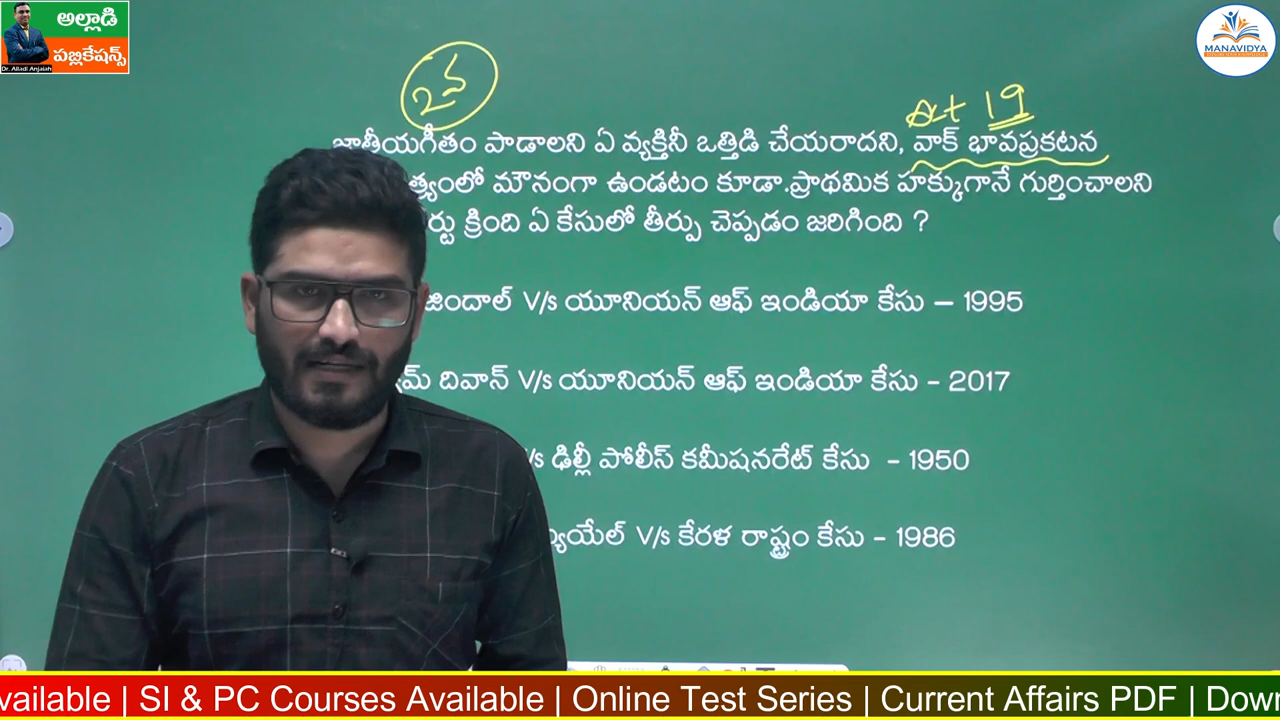 అల్లాడి
పబ్లికేషన్స్
Dr. Alladi Anjaiah
MANAVIDYA
Art 19
జాతీయగీతం పాడాలని ఏ వ్యక్తినీ ఒత్తిడి చేయరాదని, వాక్ భావప్రకటన
మౌనంగా ఉండటం కూడా.ప్రాథమిక హక్కుగానే గుర్తించాలని
క్రింది ఏ కేసులో తీర్పు చెప్పడం జరిగింది ?
జిందాల్ V/s యూనియన్ ఆఫ్ ఇండియా కేసు – 1995
దివాన్ V/s యూనియన్ ఆఫ్ ఇండియా కేసు - 2017
ఢిల్లీ పోలీస్ కమీషనరేట్ కేసు - 1950
V/s కేరళ రాష్ట్రం కేసు - 1986
vailable | SI & PC Courses Available | Online Test Series | Current Affairs PDF | Down